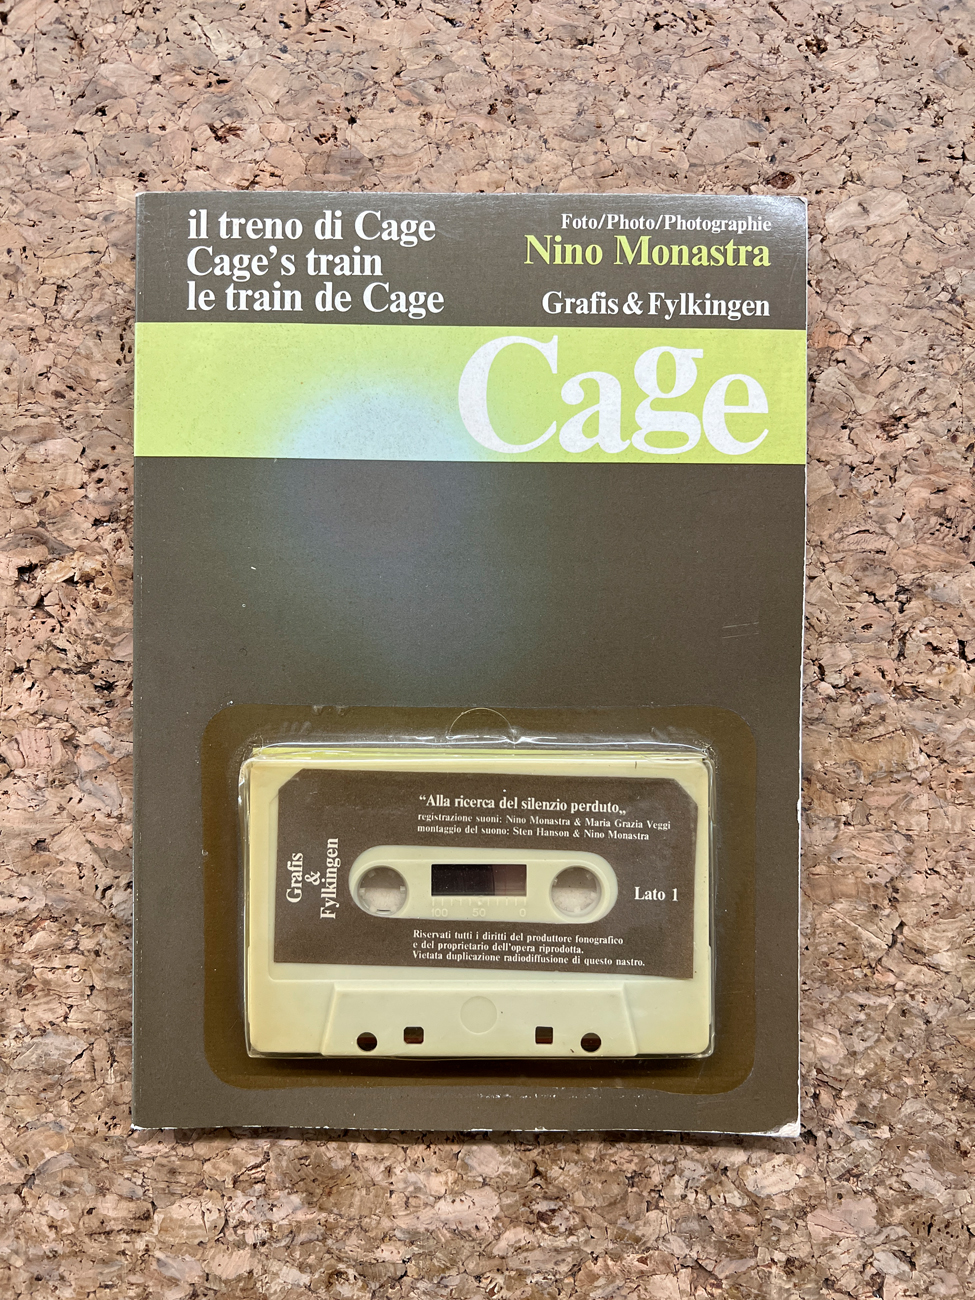 il treno di Cage
Cage's train
le train de Cage
Foto/Photo/Photographie
Nino Monastra
Grafis & Fylkingen
Cage
"Alla ricerca del silenzio perduto„
registrazione suoni: Nino Monastra & Maria Grazia Veggi
montaggio del suono: Sten Hanson & Nino Monastra
Grafis
&
Fylkingen
Lato 1
100 50 0
Riservati tutti i diritti del produttore fonografico
e del proprietario dell'opera riprodotta.
Vietata duplicazione radiodiffusione di questo nastro.